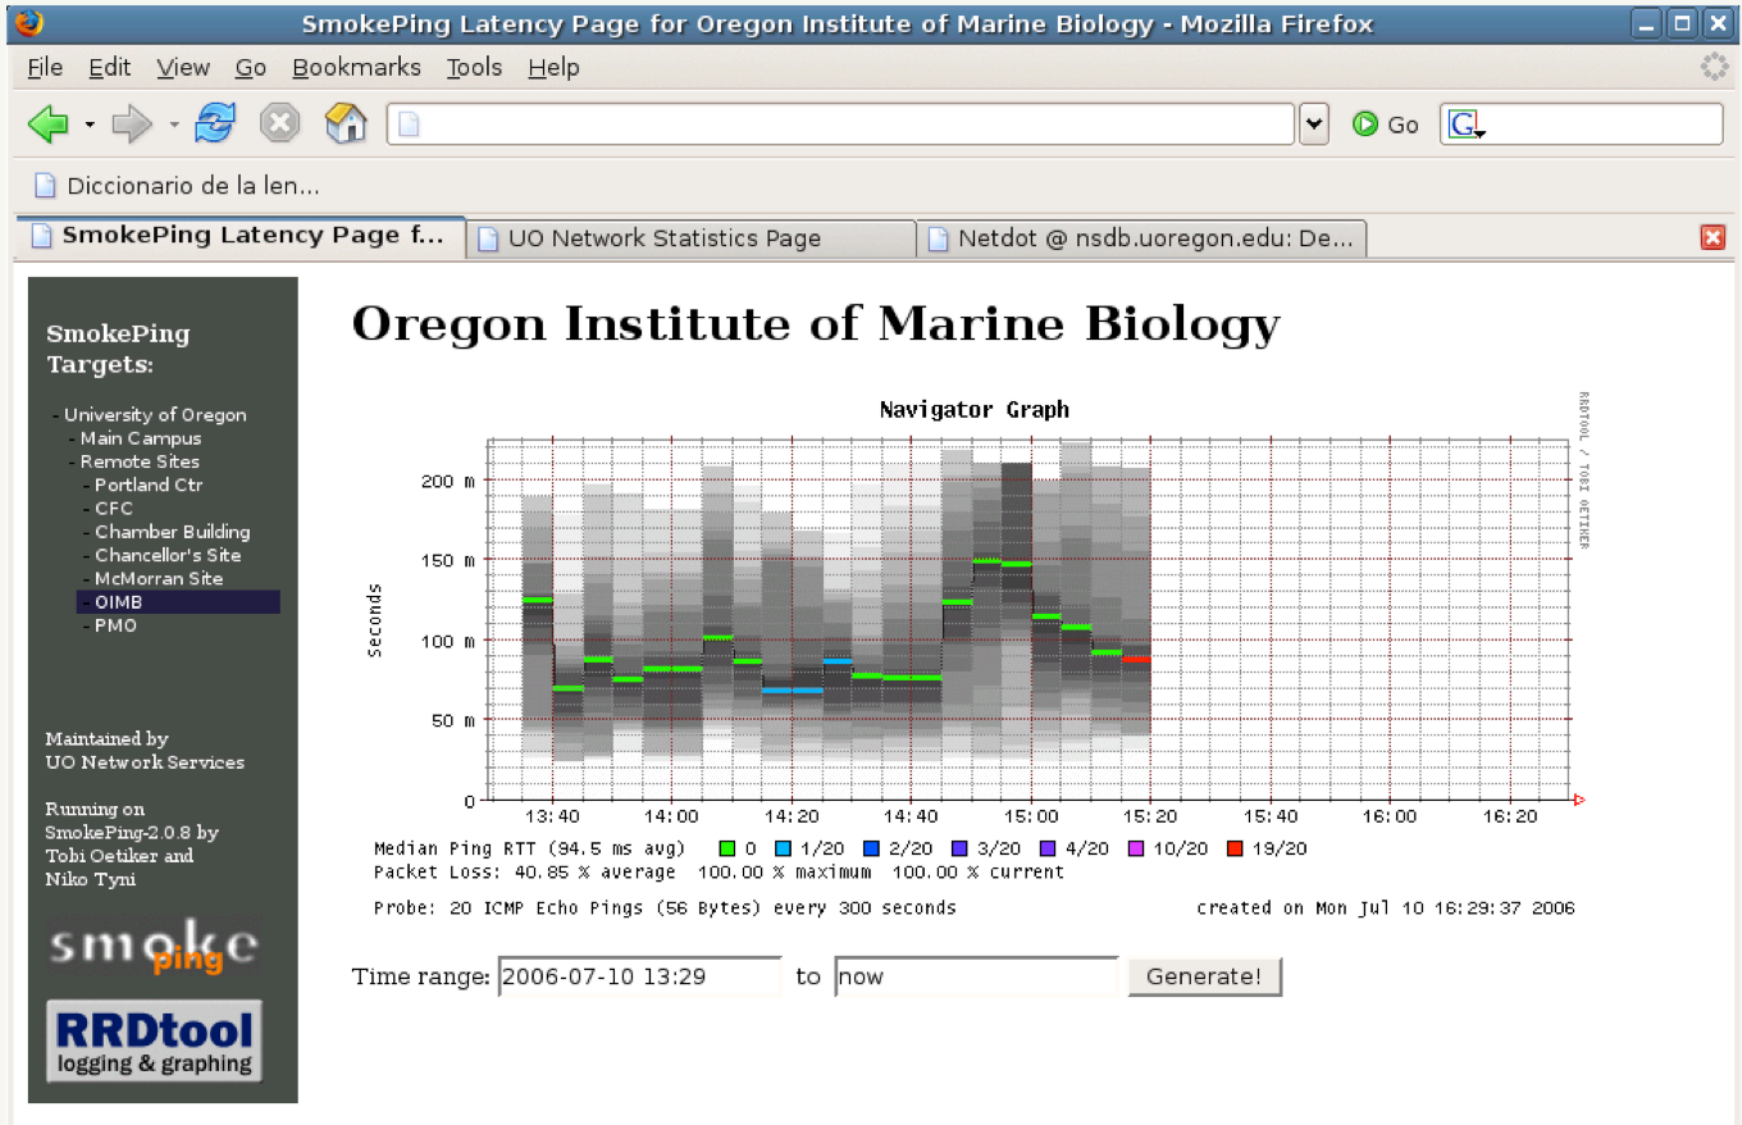 SmokePing Latency Page for Oregon Institute of Marine Biology - Mozilla Firefox
File Edit View Go Bookmarks Tools Help
Go G
Diccionario de la len...
SmokePing Latency Page f... UO Network Statistics Page Netdot @ nsdb.uoregon.edu: De...
SmokePing
Targets:
- University of Oregon
- Main Campus
- Remote Sites
- Portland Ctr
- CFC
- Chamber Building
- Chancellor's Site
- McMorran Site
- OIMB
- PMO
Maintained by
UO Network Services
Running on
SmokePing-2.0.8 by
Tobi Oetiker and
Niko Tyni
smokeping
RRDtool
logging & graphing
Oregon Institute of Marine Biology
Navigator Graph
RRDTOOL / TOBI OETIKER
Seconds
200 m
150 m
100 m
50 m
0
13:40 14:00 14:20 14:40 15:00 15:20 15:40 16:00 16:20
Median Ping RTT (94.5 ms avg) 0 1/20 2/20 3/20 4/20 10/20 19/20
Packet Loss: 40.85 % average 100.00 % maximum 100.00 % current
Probe: 20 ICMP Echo Pings (56 Bytes) every 300 seconds created on Mon Jul 10 16:29:37 2006
Time range: 2006-07-10 13:29 to now Generate!